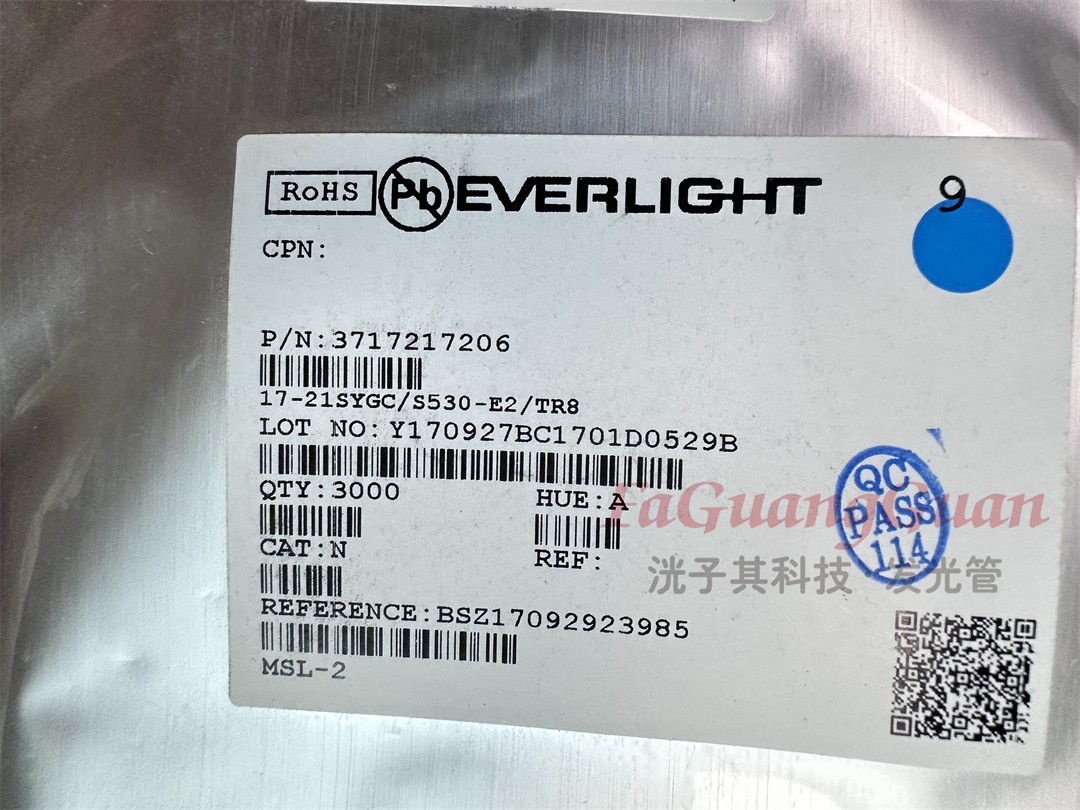 RoHS Pb EVERLIGHT
9
CPN:
P/N:3717217206
17-21SYGC/S530-E2/TR8
LOT NO:Y170927BC1701D0529B
QTY:3000
HUE:A
CAT:N
REF:
REFERENCE:BSZ17092923985
MSL-2
QC
PASS
114
FaGuangGuan
洸子其科技 发光管